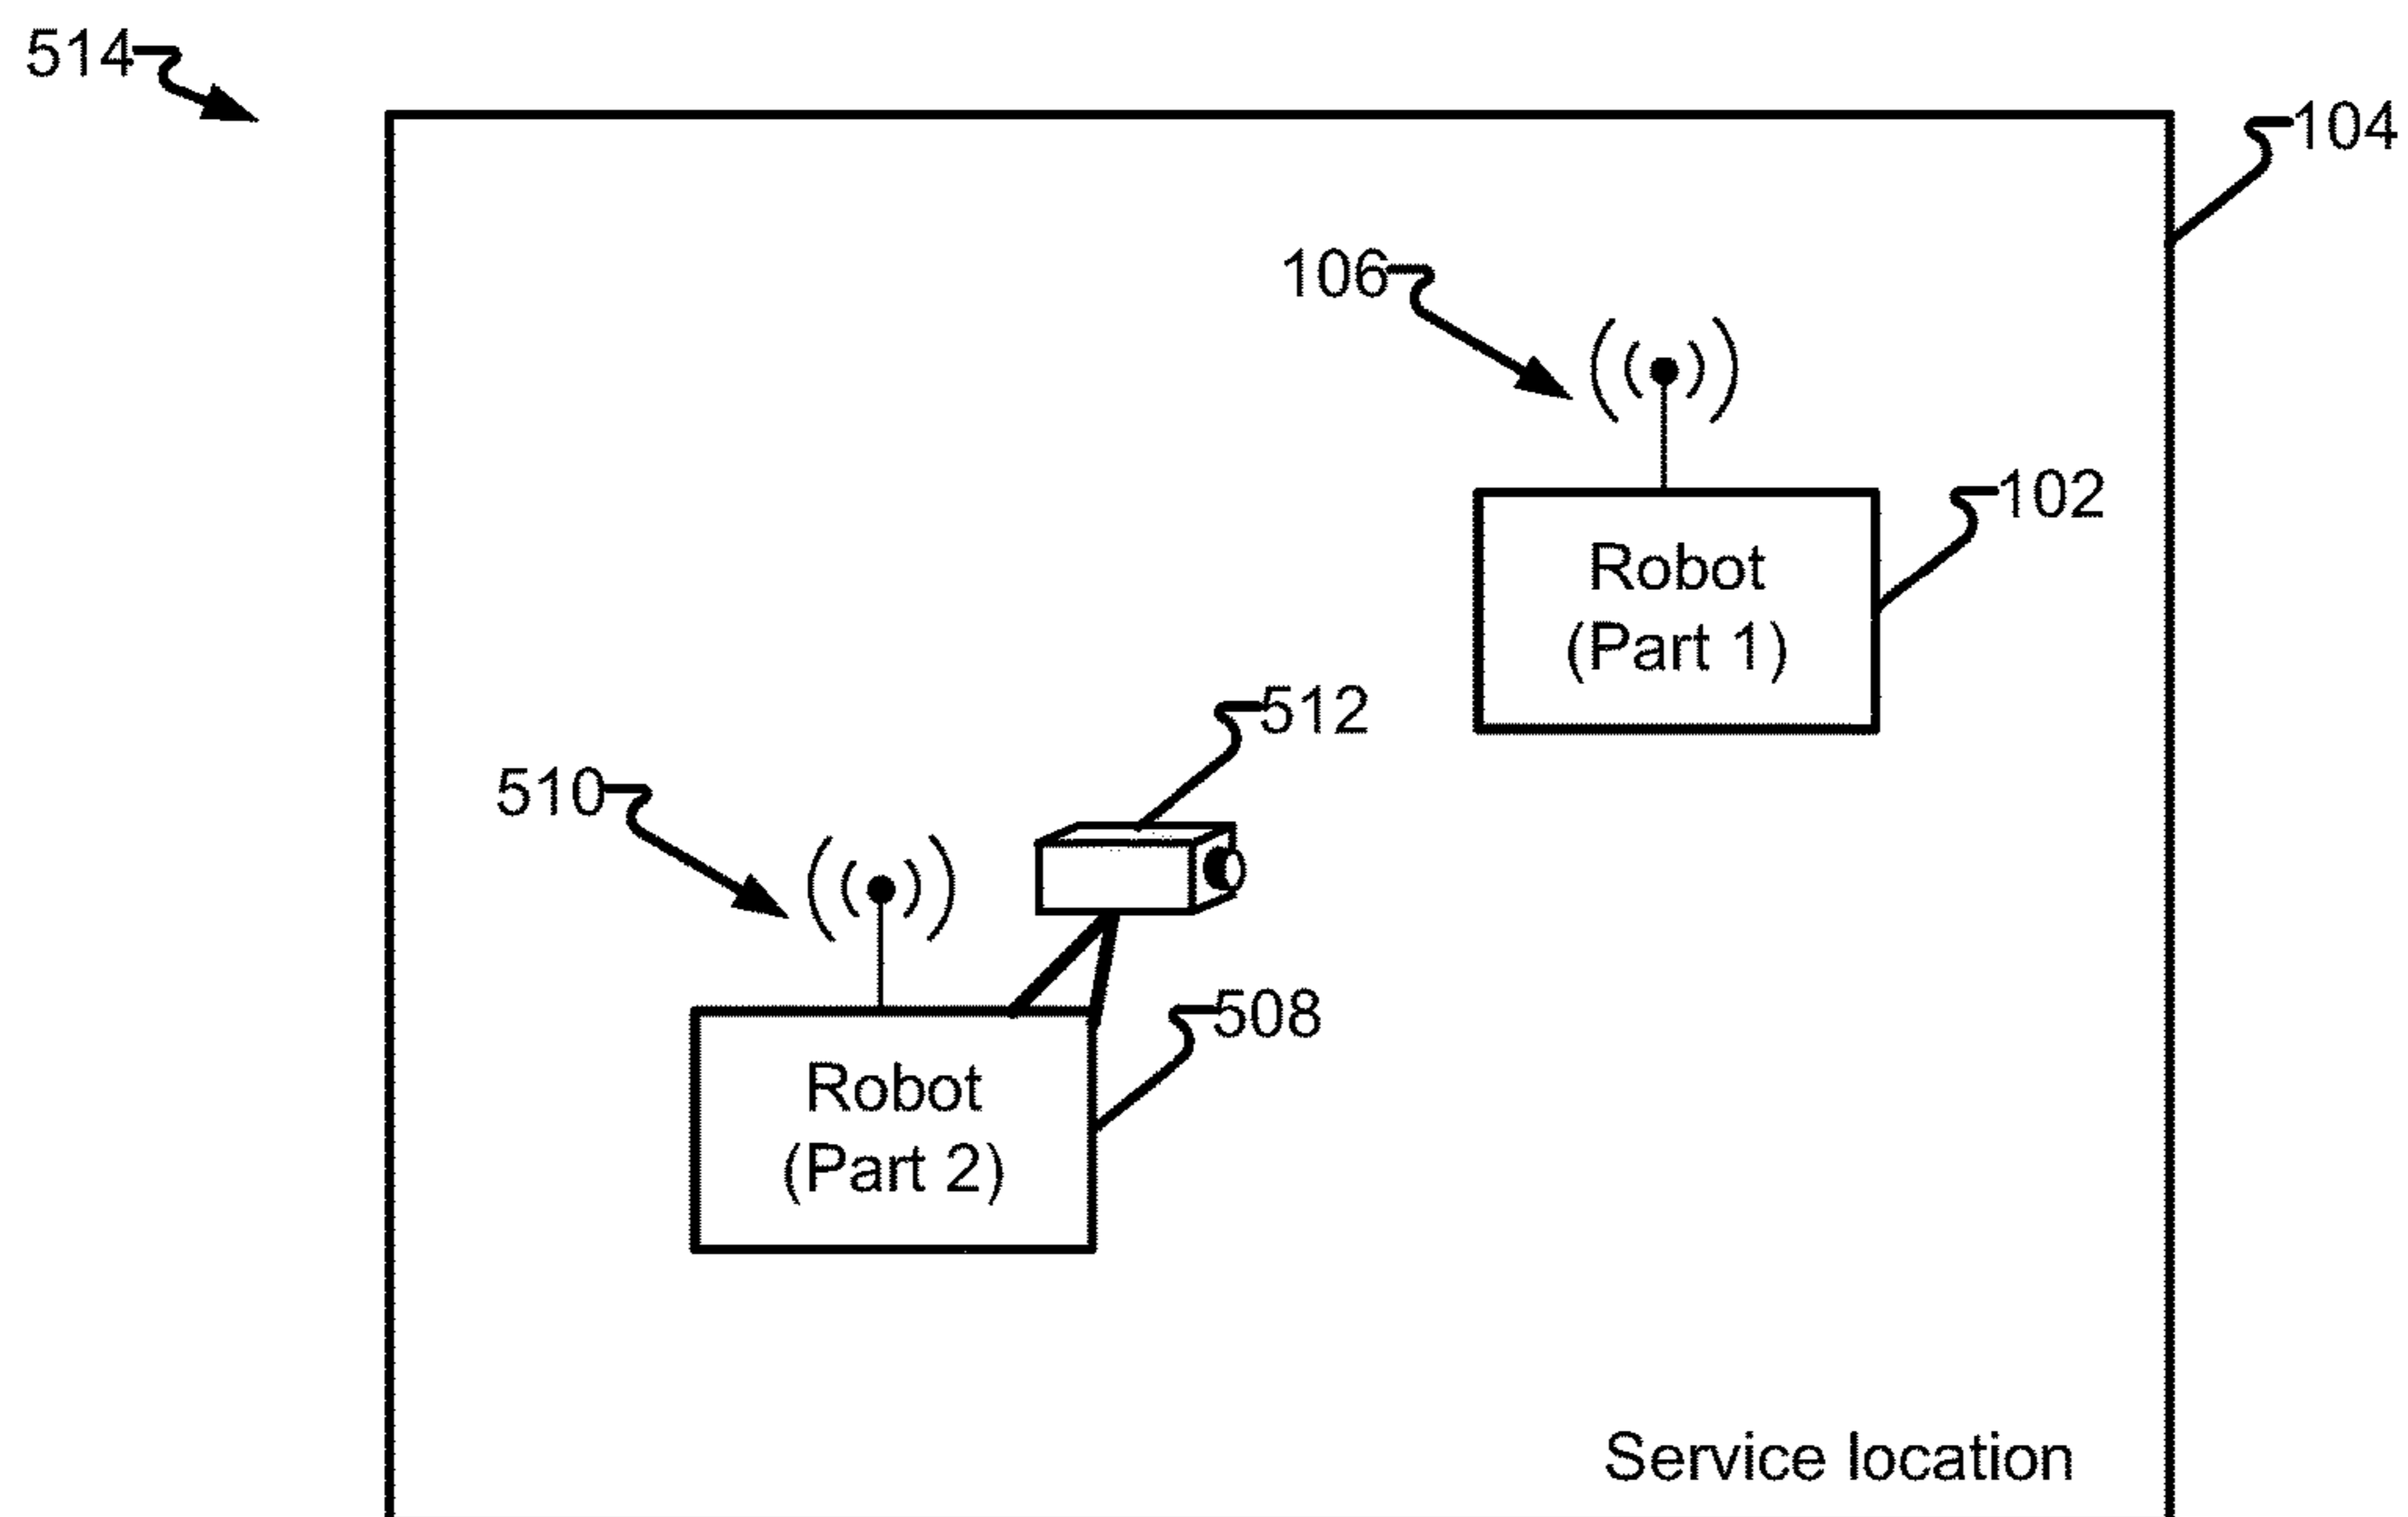 514
104
106
102
Robot
(Part 1)
512
510
508
Robot
(Part 2)
Service location